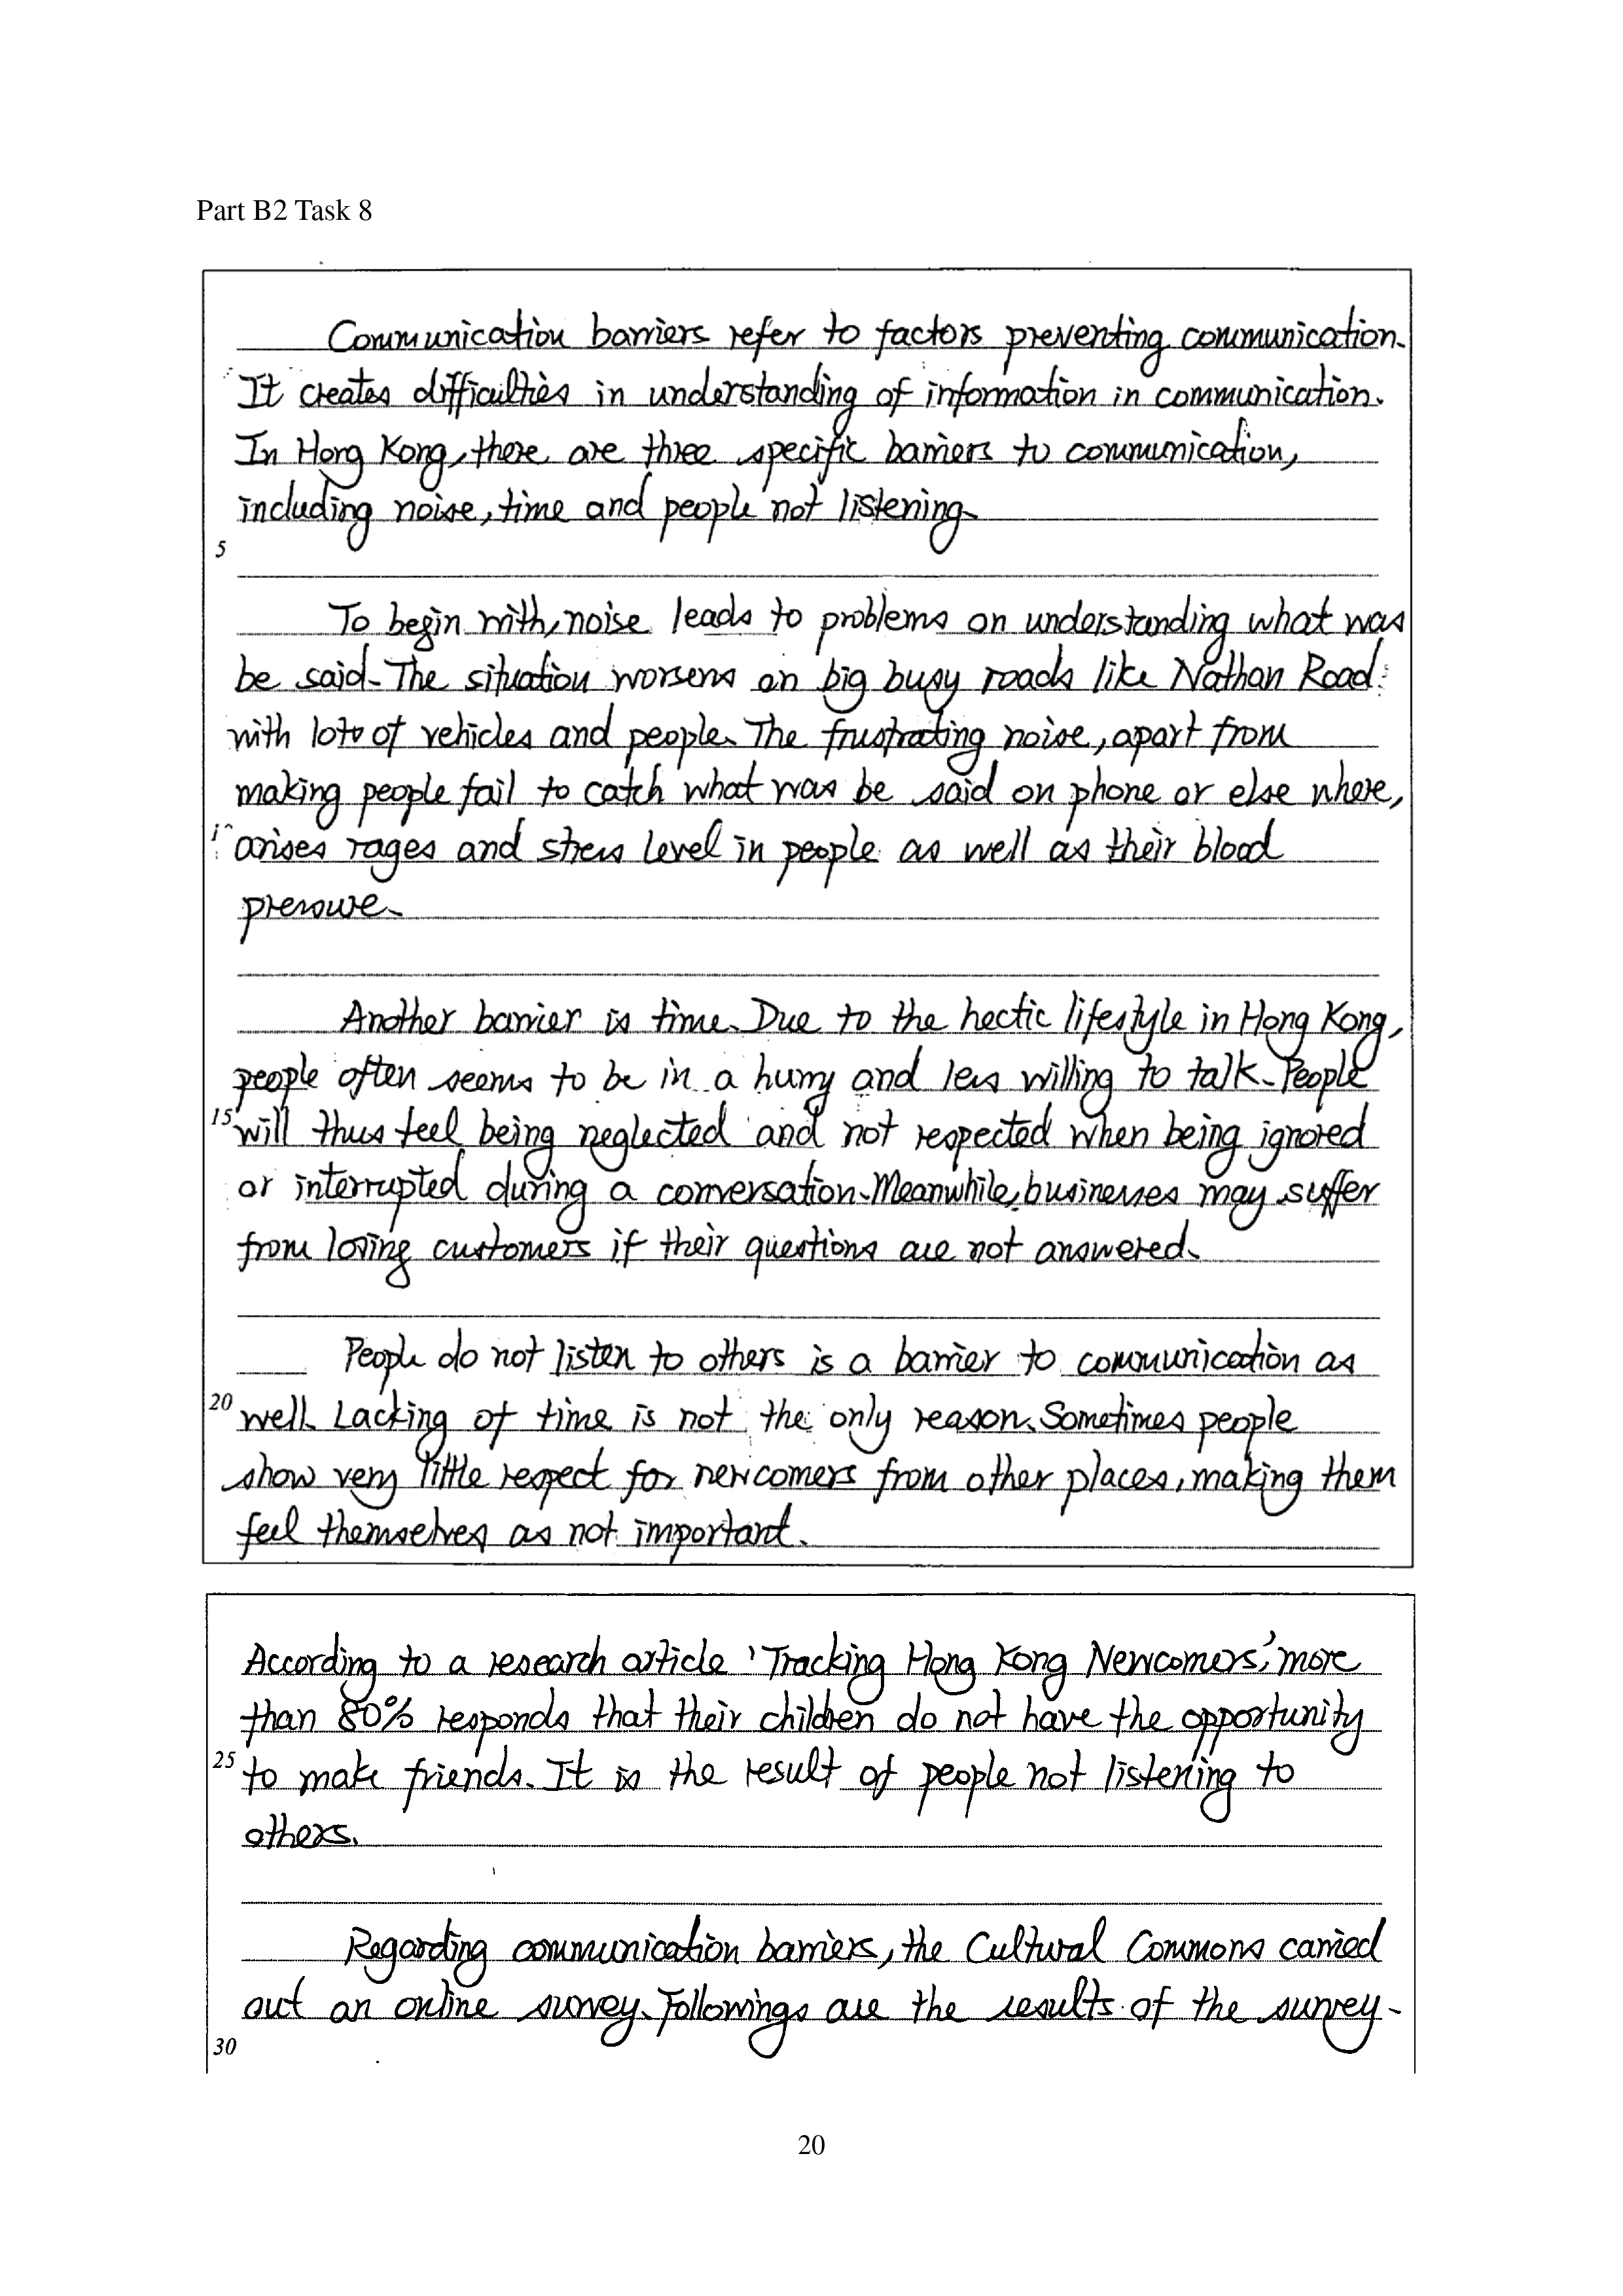 Part B2 Task 8
Communication barriers refer to factors preventing communication.
It creates difficulties in understanding of information in communication.
In Hong Kong, there are three specific barriers to communication,
including noise, time and people not listening.
5
To begin with, noise leads to problems on understanding what was
be said. The situation worsens on big busy roads like Nathan Road
with lots of vehicles and people. The frustrating noise, apart from
making people fail to catch what was be said on phone or else where,
arises rages and stress level in people as well as their blood
pressure.
Another barrier is time. Due to the hectic lifestyle in Hong Kong,
people often seems to be in a hurry and less willing to talk. People
15 will thus feel being neglected and not respected when being ignored
or interrupted during a conversation. Meanwhile, businesses may suffer
from losing customers if their questions are not answered.
People do not listen to others is a barrier to communication as
20 well. Lacking of time is not the only reason. Sometimes people
show very little respect for newcomers from other places, making them
feel themselves as not important.
According to a research article 'Tracking Hong Kong Newcomers', more
than 80% responds that their children do not have the opportunity
25 to make friends. It is the result of people not listening to
others.
Regarding communication barriers, the Cultural Commons carried
out an online survey. Followings are the results of the survey.
30
20